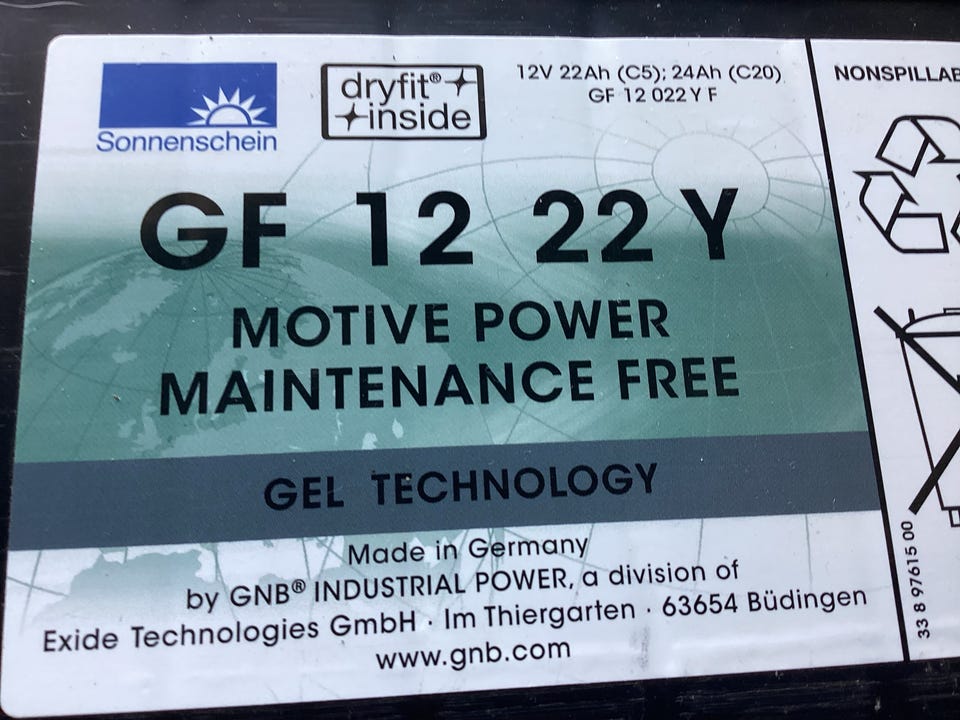 Sonnenschein
dryfit®
inside
12V 22Ah (C5); 24Ah (C20)
GF 12 022 Y F
GF 12 22 Y
MOTIVE POWER
MAINTENANCE FREE
GEL TECHNOLOGY
Made in Germany
by GNB® INDUSTRIAL POWER, a division of
Exide Technologies GmbH · Im Thiergarten · 63654 Büdingen
www.gnb.com
NONSPILLAB
33 8 97615 00